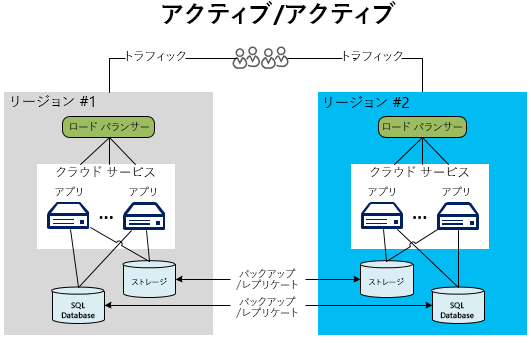 アクティブ/アクティブ
トラフィック
トラフィック
リージョン #1
ロード バランサー
クラウド サービス
アプリ
アプリ
...
ストレージ
SQL
Database
リージョン #2
ロード バランサー
クラウド サービス
アプリ
アプリ
...
ストレージ
SQL
Database
バックアップ
/レプリケート
バックアップ
/レプリケート